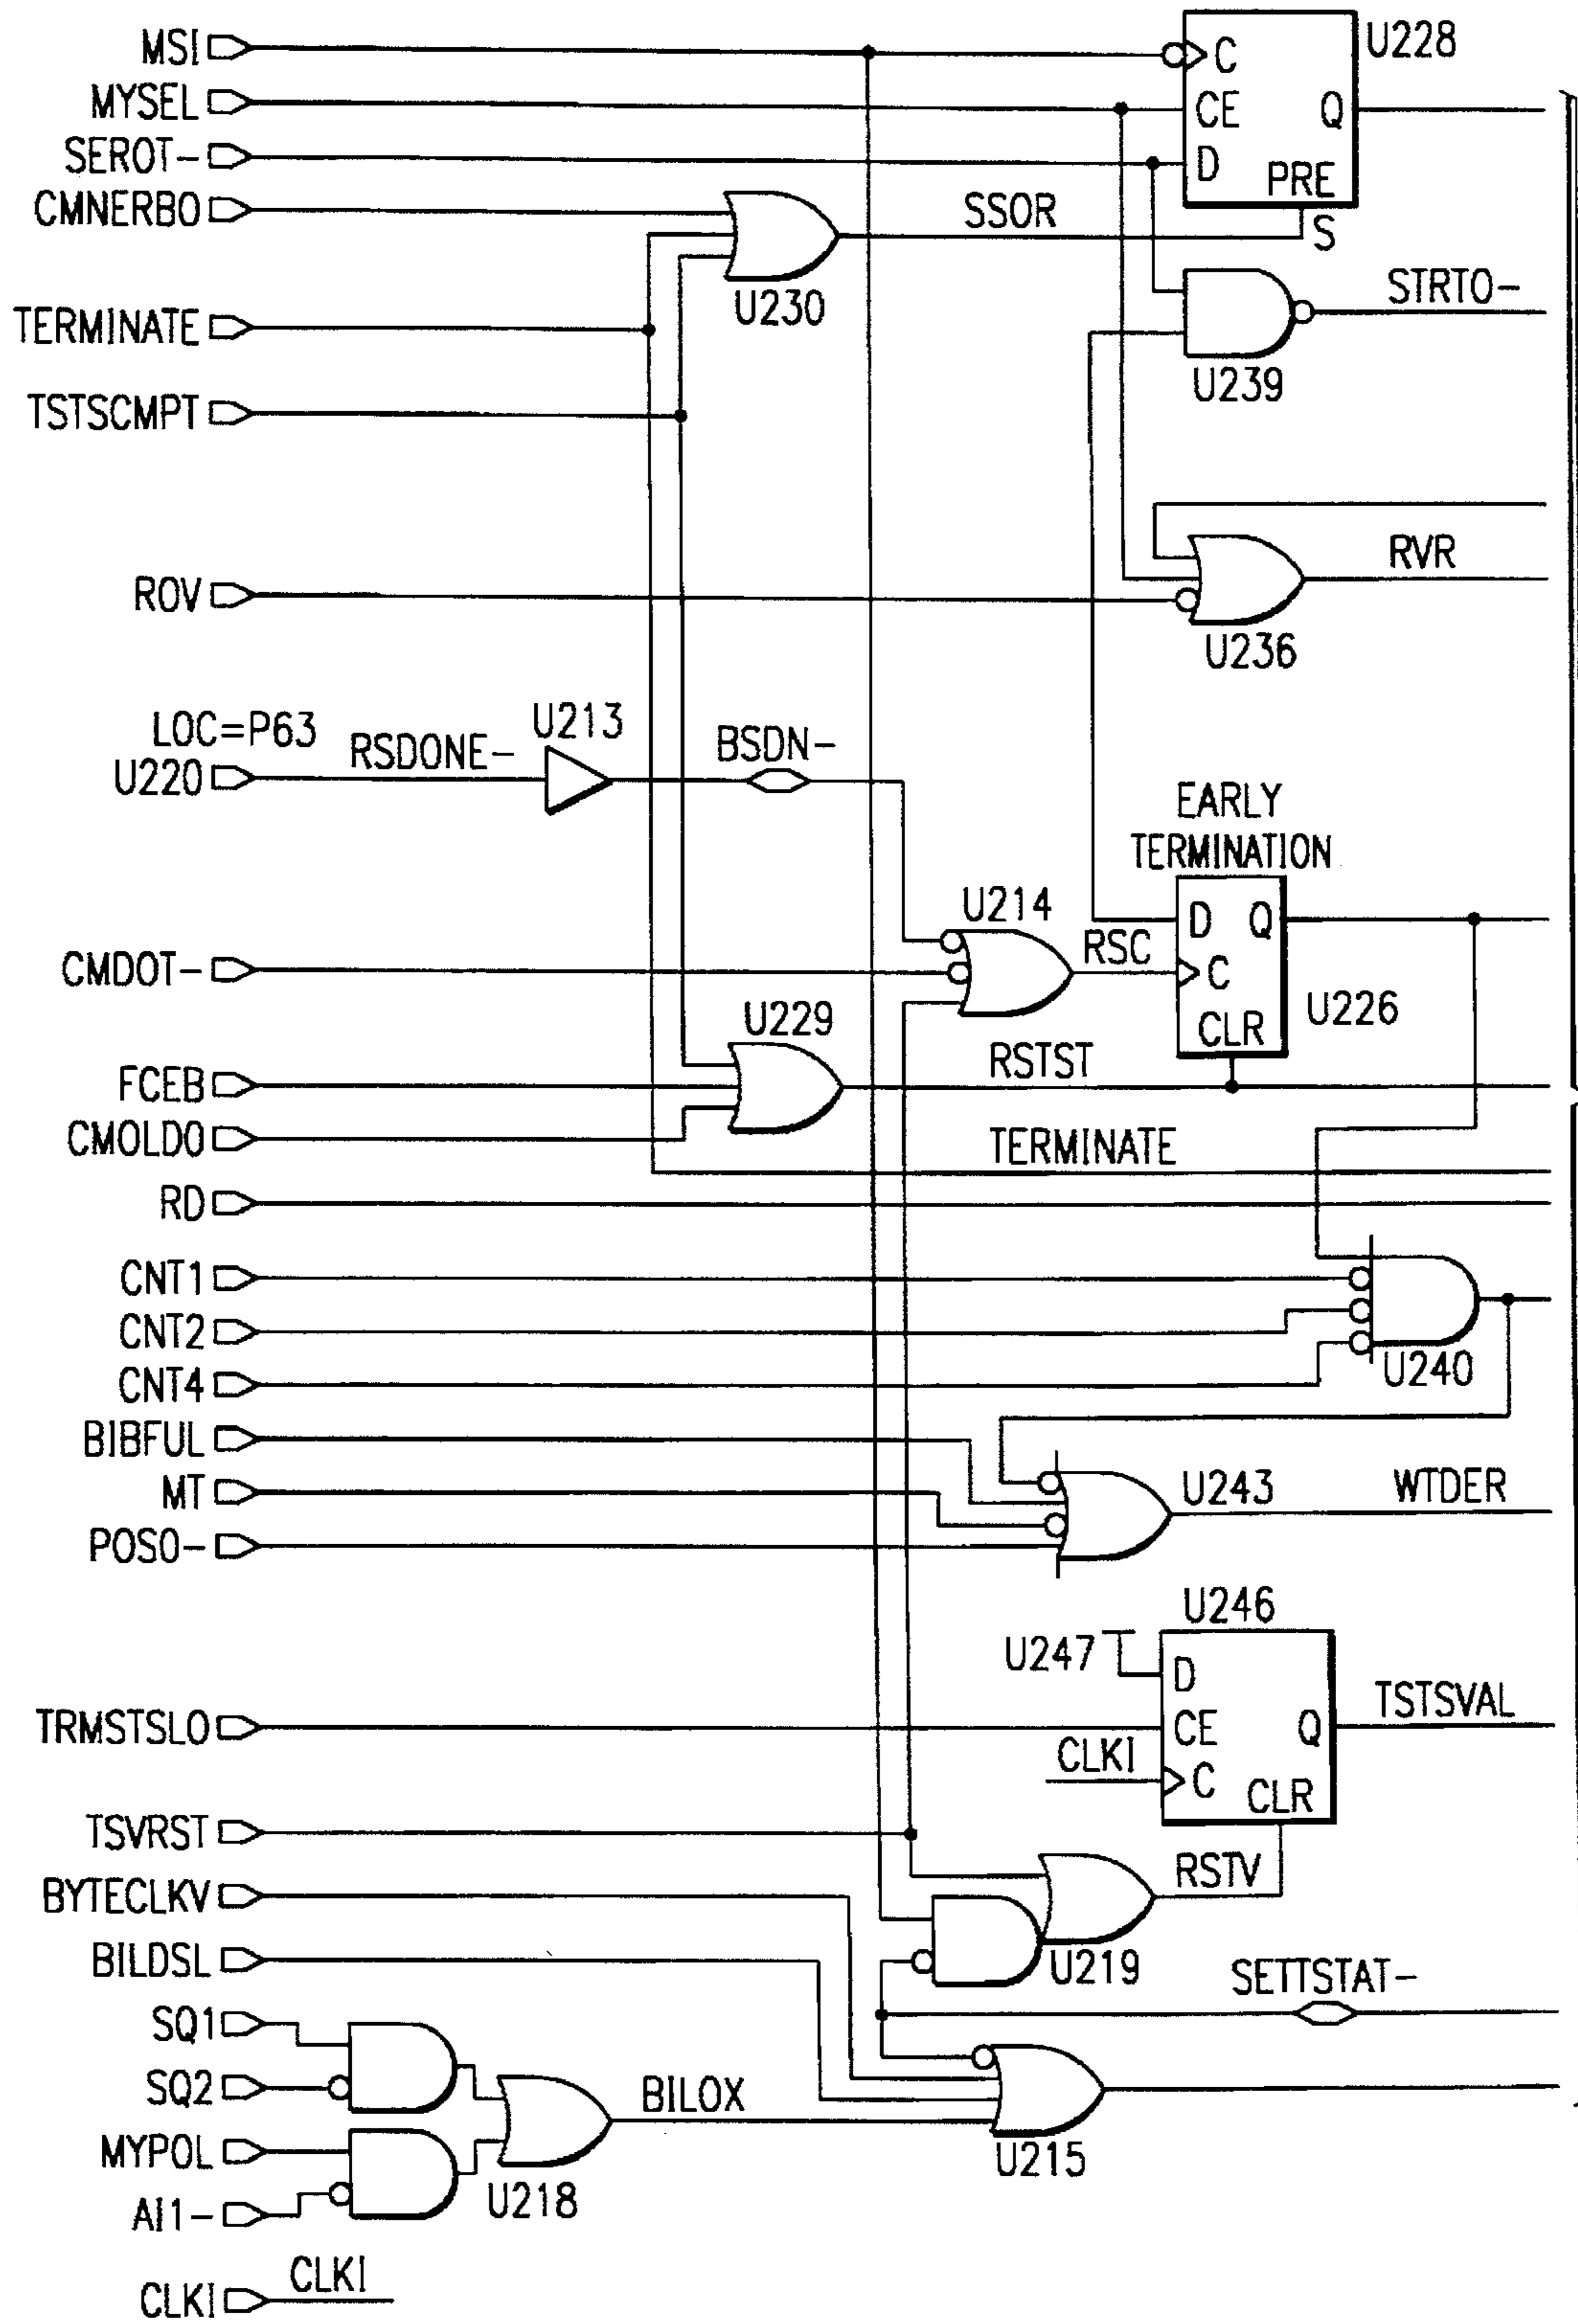 MSI
U228
C
MYSEL
CE
Q
SEROT-
D
PRE
CMNERB0
SSOR
S
U230
STRTO-
TERMINATE
U239
TSTSCMPT
RVR
ROV
U236
LOC=P63
U213
U220
RSDONE-
BSDN-
EARLY
TERMINATION
U214
D
Q
RSC
CMDOT-
C
U229
U226
CLR
RSTST
FCEB
CMOLD0
TERMINATE
RD
CNT1
CNT2
U240
CNT4
BIBFUL
MT
U243
WTDER
POS0-
U246
U247
D
TSTSVAL
TRMSTSLO
CE
Q
CLKI
C
CLR
TSVRST
RSTV
BYTECLKV
BILDSL
U219
SETTSTAT-
SQ1
SQ2
BILOX
MYPOL
U215
U218
AI1-
CLKI
CLKI